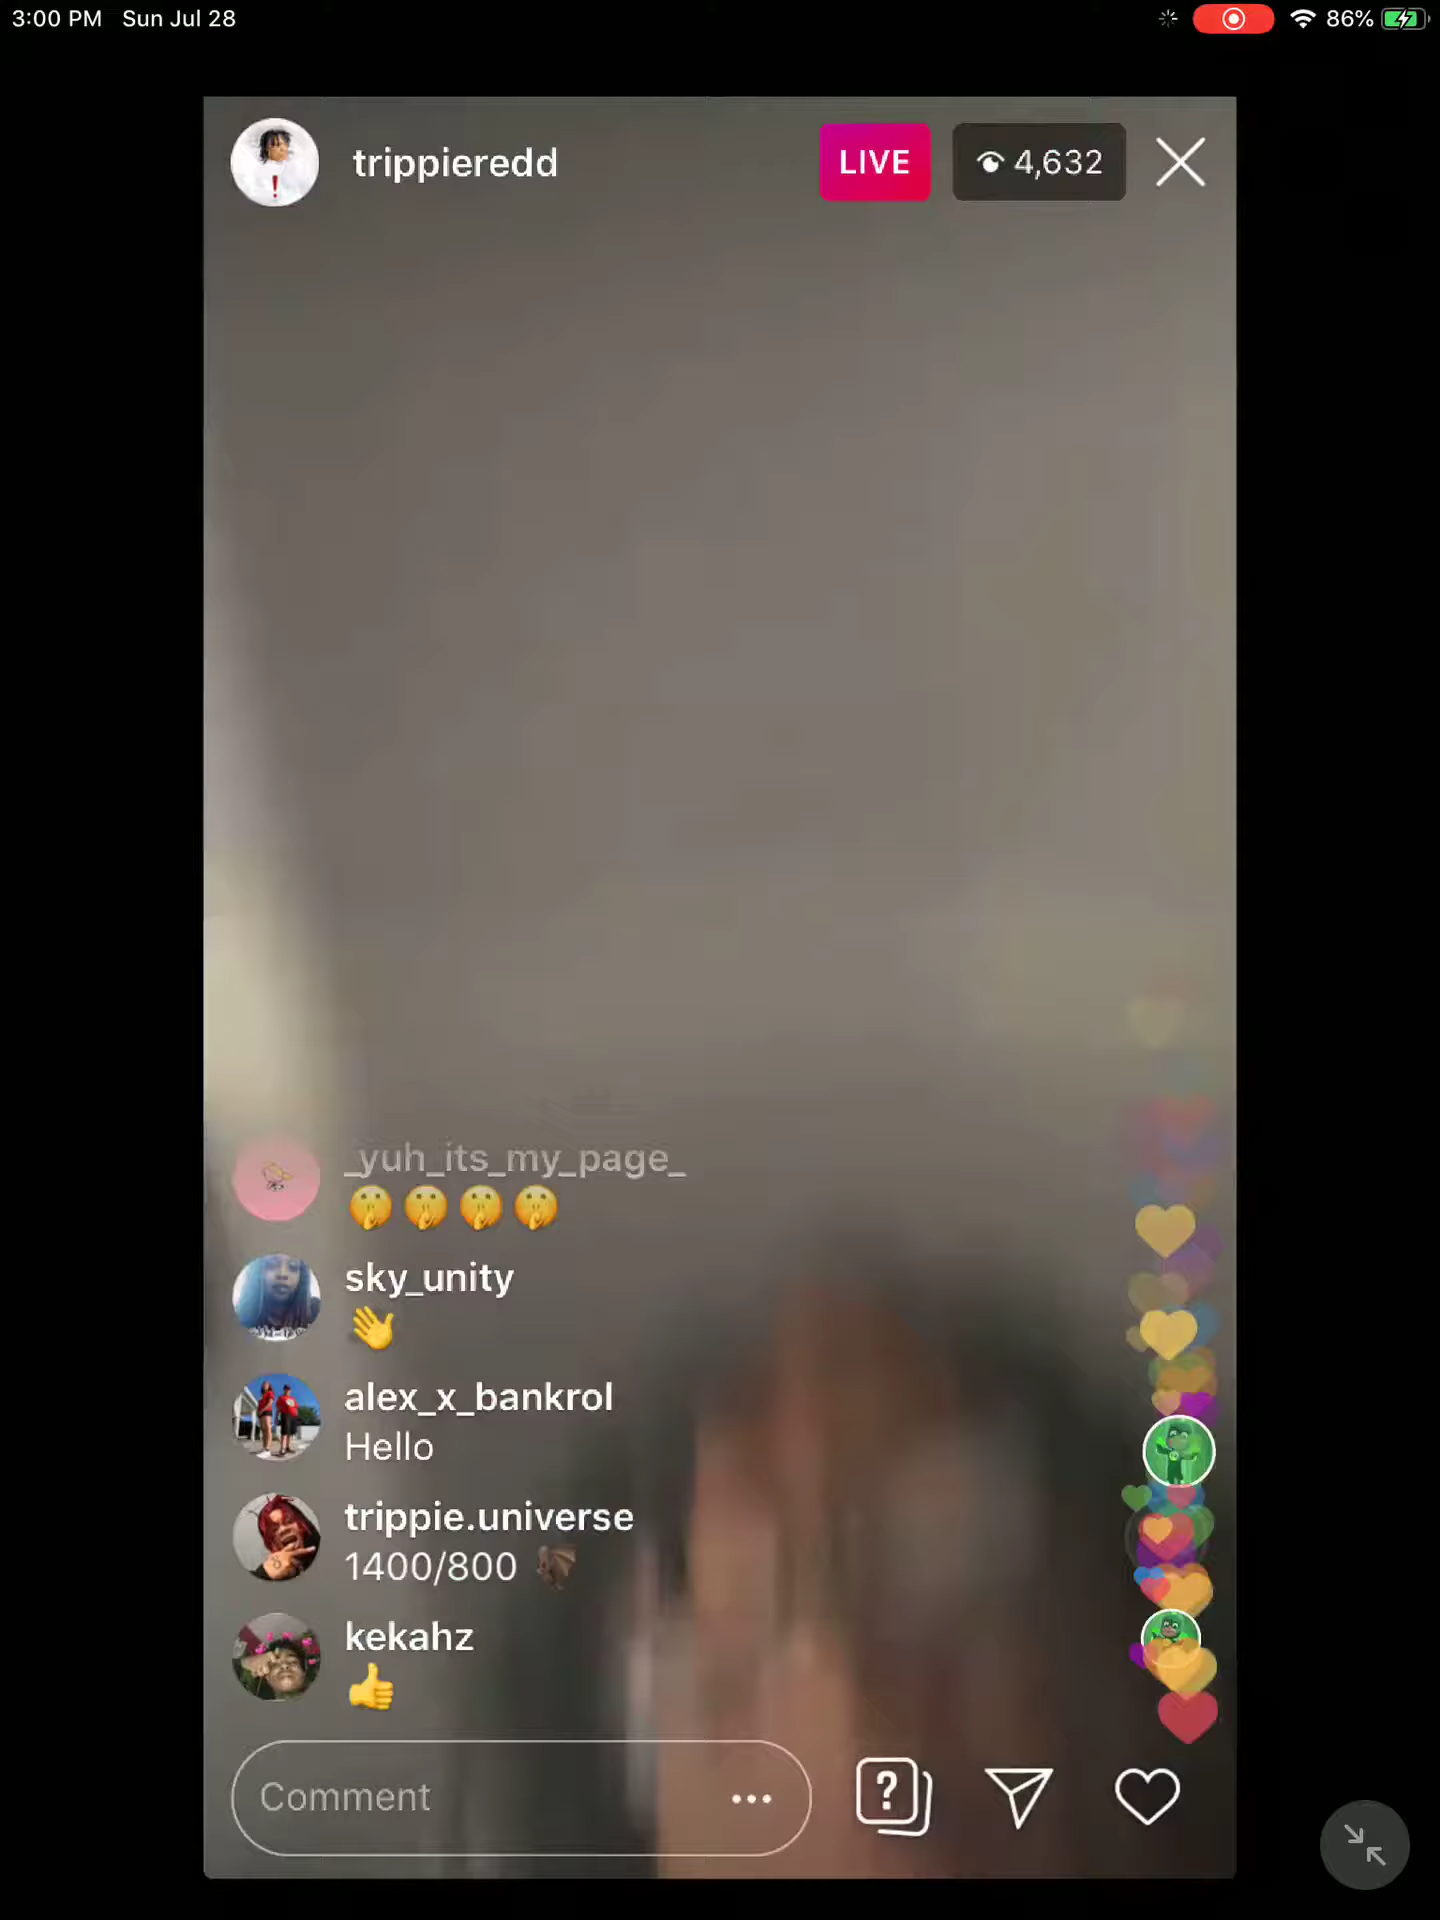 3:00 PM Sun Jul 28
86%
trippieredd
LIVE
4,632
_yuh_its_my_page_
🤫🤫🤫🤫
sky_unity
👋
alex_x_bankrol
Hello
trippie.universe
1400/800 🦇
kekahz
👍
Comment